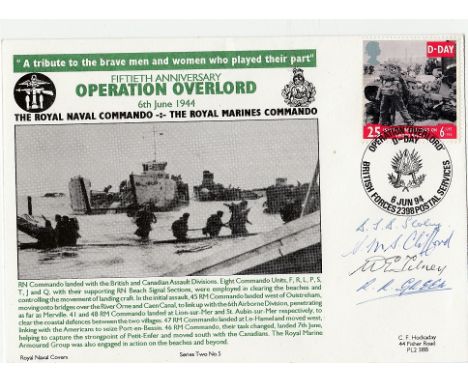 "A tribute to the brave men and women who played their part"
FIFTIETH ANNIVERSARY
OPERATION OVERLORD
6th June 1944
THE ROYAL NAVAL COMMANDO -:- THE ROYAL MARINES COMMANDO
D-DAY
25
6
OPERATION "OVERLORD"
D-DAY
6 JUN 94
BRITISH FORCES 2398 POSTAL SERVICES
RN Commando landed with the British and Canadian Assault Divisions. Eight Commando Units, F, R, L, P, S,
T, J and Q, with their supporting RN Beach Signal Sections, were employed in clearing the beaches and
controlling the movement of landing craft. In the initial assault, 45 RM Commando landed west of Ouistreham,
moving onto bridges over the River Orne and Caen Canal, to link up with the 6th Airborne Division, penetrating
as far as Merville. 41 and 48 RM Commando landed at Lion-sur-Mer and St. Aubin-sur-Mer respectively, to
clear the coastal defences between the two villages. 47 RM Commando landed at Le-Hamel and moved west,
linking with the Americans to seize Port-en-Bessin. 46 RM Commando, their task changed, landed 7th June,
helping to capture the strongpoint of Petit-Enfer and moved south with the Canadians. The Royal Marine
Armoured Group was also engaged in action on the beaches and beyond.
Royal Naval Covers
Series Two No.5
C. F. Hodsabay
44 Fisher Road
PL2 3BB